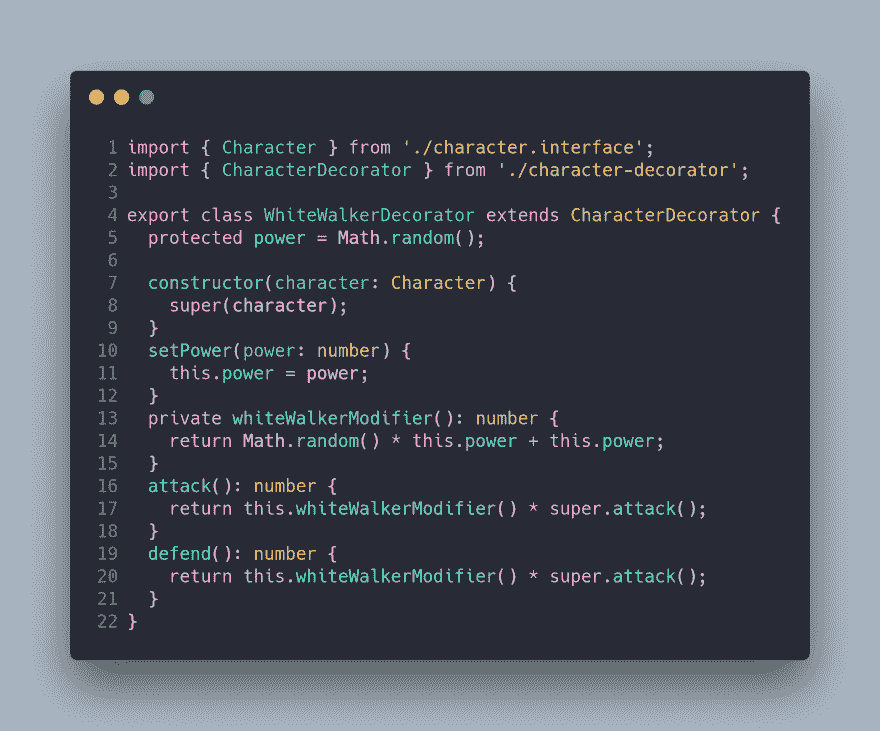 1 import { Character } from './character.interface';
2 import { CharacterDecorator } from './character-decorator';
3
4 export class WhiteWalkerDecorator extends CharacterDecorator {
5   protected power = Math.random();
6
7   constructor(character: Character) {
8     super(character);
9   }
10   setPower(power: number) {
11     this.power = power;
12   }
13   private whiteWalkerModifier(): number {
14     return Math.random() * this.power + this.power;
15   }
16   attack(): number {
17     return this.whiteWalkerModifier() * super.attack();
18   }
19   defend(): number {
20     return this.whiteWalkerModifier() * super.attack();
21   }
22 }